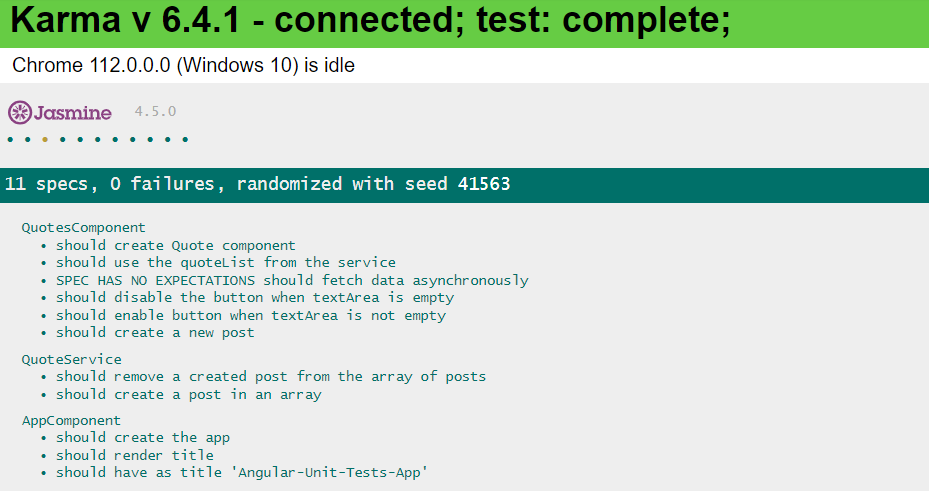 Karma v 6.4.1 - connected; test: complete;
Chrome 112.0.0.0 (Windows 10) is idle
Jasmine 4.5.0
• • • • • • • • • • •
11 specs, 0 failures, randomized with seed 41563
QuotesComponent
• should create Quote component
• should use the quoteList from the service
• SPEC HAS NO EXPECTATIONS should fetch data asynchronously
• should disable the button when textArea is empty
• should enable button when textArea is not empty
• should create a new post
QuoteService
• should remove a created post from the array of posts
• should create a post in an array
AppComponent
• should create the app
• should render title
• should have as title 'Angular-Unit-Tests-App'